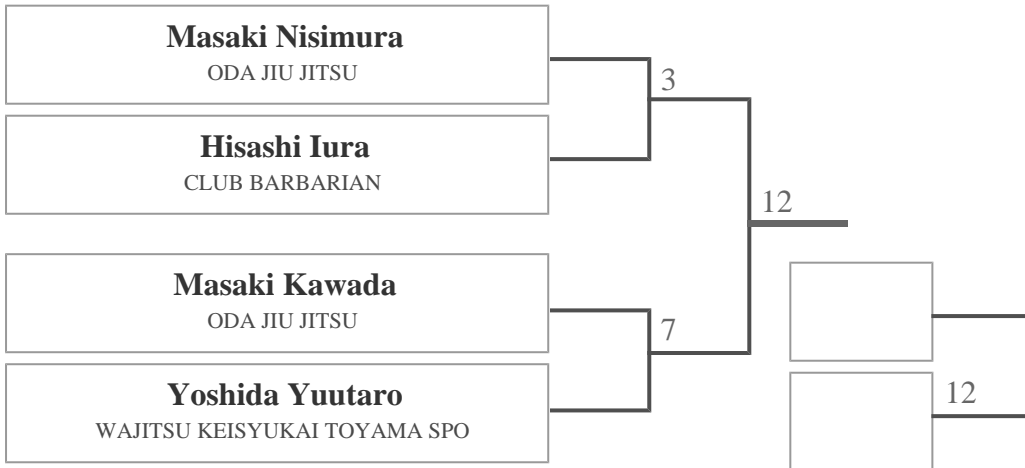 Masaki Nisimura
ODA JIU JITSU
3
Hisashi Iura
CLUB BARBARIAN
12
Masaki Kawada
ODA JIU JITSU
7
Yoshida Yuutaro
WAJITSU KEISYUKAI TOYAMA SPO
12